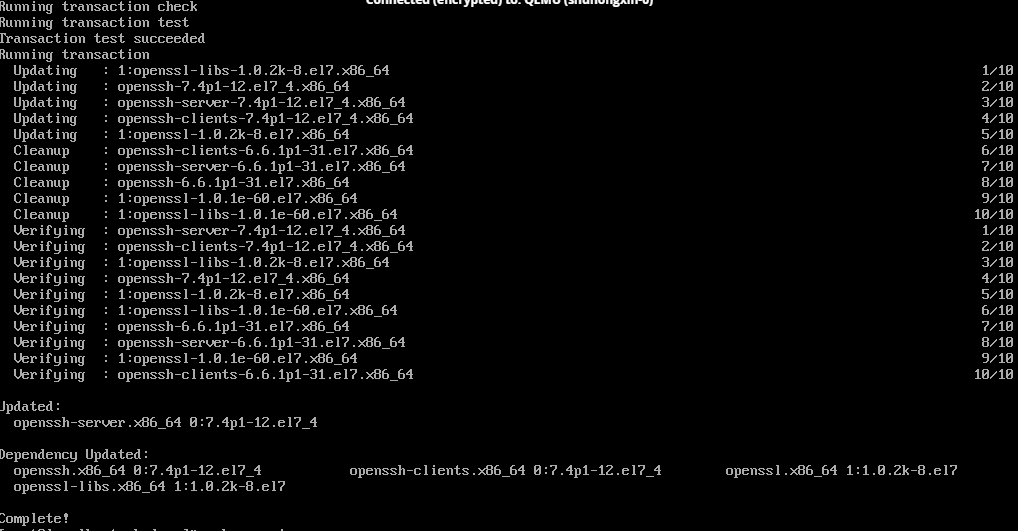 Connected (encrypted) to: QEMU (shuhongxin-6)
Running transaction check
Running transaction test
Transaction test succeeded
Running transaction
  Updating   : 1:openssl-libs-1.0.2k-8.el7.x86_64 1/10
  Updating   : openssh-7.4p1-12.el7_4.x86_64 2/10
  Updating   : openssh-server-7.4p1-12.el7_4.x86_64 3/10
  Updating   : openssh-clients-7.4p1-12.el7_4.x86_64 4/10
  Updating   : 1:openssl-1.0.2k-8.el7.x86_64 5/10
  Cleanup    : openssh-clients-6.6.1p1-31.el7.x86_64 6/10
  Cleanup    : openssh-server-6.6.1p1-31.el7.x86_64 7/10
  Cleanup    : openssh-6.6.1p1-31.el7.x86_64 8/10
  Cleanup    : 1:openssl-1.0.1e-60.el7.x86_64 9/10
  Cleanup    : 1:openssl-libs-1.0.1e-60.el7.x86_64 10/10
  Verifying  : openssh-server-7.4p1-12.el7_4.x86_64 1/10
  Verifying  : openssh-clients-7.4p1-12.el7_4.x86_64 2/10
  Verifying  : 1:openssl-libs-1.0.2k-8.el7.x86_64 3/10
  Verifying  : openssh-7.4p1-12.el7_4.x86_64 4/10
  Verifying  : 1:openssl-1.0.2k-8.el7.x86_64 5/10
  Verifying  : 1:openssl-libs-1.0.1e-60.el7.x86_64 6/10
  Verifying  : openssh-6.6.1p1-31.el7.x86_64 7/10
  Verifying  : openssh-server-6.6.1p1-31.el7.x86_64 8/10
  Verifying  : 1:openssl-1.0.1e-60.el7.x86_64 9/10
  Verifying  : openssh-clients-6.6.1p1-31.el7.x86_64 10/10
Updated:
  openssh-server.x86_64 0:7.4p1-12.el7_4
Dependency Updated:
  openssh.x86_64 0:7.4p1-12.el7_4 openssh-clients.x86_64 0:7.4p1-12.el7_4 openssl.x86_64 1:1.0.2k-8.el7
  openssl-libs.x86_64 1:1.0.2k-8.el7
Complete!